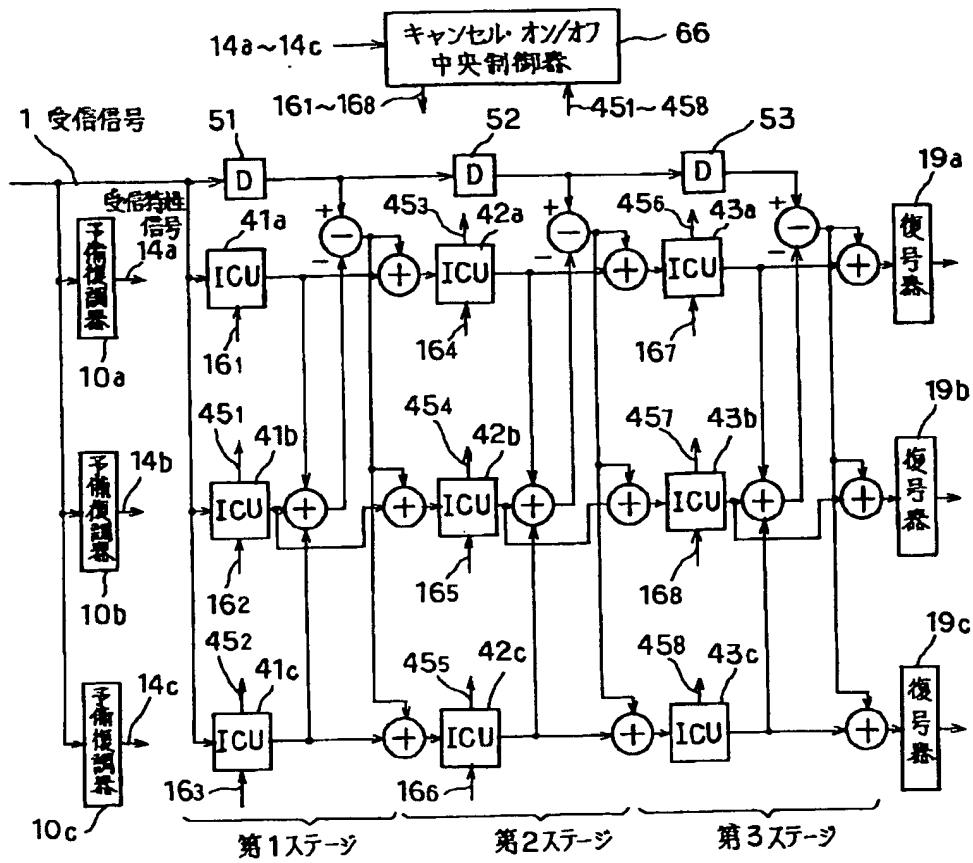 14a~14c
キャンセル・オン/オフ
中央制御器
66
16₁~16₈
45₁~45₈
1 受信信号
51
D
52
D
53
D
19a
復号器
受信特性
信号
14a
予備復調器
10a
41a
ICU
16₁
+
−
−
+
45₃
42a
ICU
16₄
+
−
−
+
45₆
43a
ICU
16₇
+
−
−
+
14b
予備復調器
10b
45₁
41b
ICU
16₂
+
+
45₄
42b
ICU
16₅
+
+
45₇
43b
ICU
16₈
+
+
19b
復号器
14c
予備復調器
10c
45₂
41c
ICU
16₃
+
45₅
42c
ICU
16₆
+
45₈
43c
ICU
+
19c
復号器
第1ステージ
第2ステージ
第3ステージ